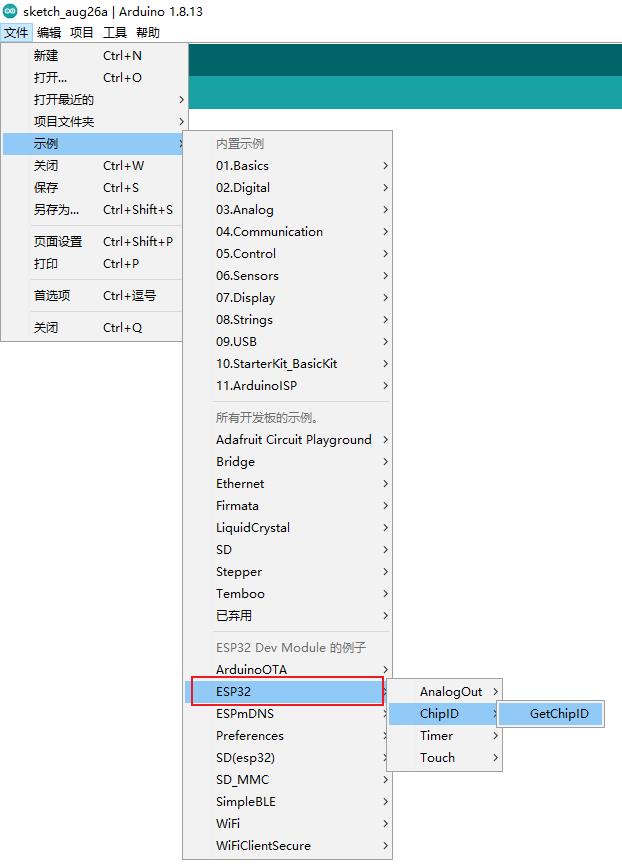 sketch_aug26a | Arduino 1.8.13
文件 编辑 项目 工具 帮助
新建 Ctrl+N
打开... Ctrl+O
打开最近的
项目文件夹
示例
关闭 Ctrl+W
保存 Ctrl+S
另存为... Ctrl+Shift+S
页面设置 Ctrl+Shift+P
打印 Ctrl+P
首选项 Ctrl+逗号
关闭 Ctrl+Q
内置示例
01.Basics
02.Digital
03.Analog
04.Communication
05.Control
06.Sensors
07.Display
08.Strings
09.USB
10.StarterKit_BasicKit
11.ArduinoISP
所有开发板的示例。
Adafruit Circuit Playground
Bridge
Ethernet
Firmata
LiquidCrystal
SD
Stepper
Temboo
已弃用
ESP32 Dev Module 的例子
ArduinoOTA
ESP32
ESPmDNS
Preferences
SD(esp32)
SD_MMC
SimpleBLE
WiFi
WiFiClientSecure
AnalogOut
ChipID
Timer
Touch
GetChipID